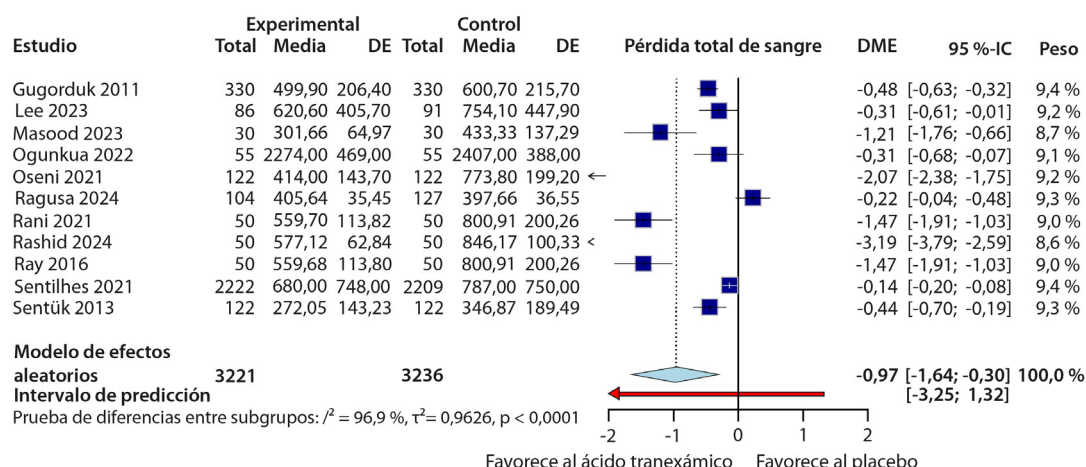 Experimental Control
Estudio Total Media DE Total Media DE Pérdida total de sangre DME 95 %-IC Peso
Gugorduk 2011 330 499,90 206,40 330 600,70 215,70 -0,48 [-0,63; -0,32] 9,4 %
Lee 2023 86 620,60 405,70 91 754,10 447,90 -0,31 [-0,61; -0,01] 9,2 %
Masood 2023 30 301,66 64,97 30 433,33 137,29 -1,21 [-1,76; -0,66] 8,7 %
Ogunkua 2022 55 2274,00 469,00 55 2407,00 388,00 -0,31 [-0,68; -0,07] 9,1 %
Oseni 2021 122 414,00 143,70 122 773,80 199,20 -2,07 [-2,38; -1,75] 9,2 %
Ragusa 2024 104 405,64 35,45 127 397,66 36,55 -0,22 [-0,04; -0,48] 9,3 %
Rani 2021 50 559,70 113,82 50 800,91 200,26 -1,47 [-1,91; -1,03] 9,0 %
Rashid 2024 50 577,12 62,84 50 846,17 100,33 -3,19 [-3,79; -2,59] 8,6 %
Ray 2016 50 559,68 113,80 50 800,91 200,26 -1,47 [-1,91; -1,03] 9,0 %
Sentilhes 2021 2222 680,00 748,00 2209 787,00 750,00 -0,14 [-0,20; -0,08] 9,4 %
Sentük 2013 122 272,05 143,23 122 346,87 189,49 -0,44 [-0,70; -0,19] 9,3 %
Modelo de efectos
aleatorios 3221 3236 -0,97 [-1,64; -0,30] 100,0 %
Intervalo de predicción [-3,25; 1,32]
Prueba de diferencias entre subgrupos: I² = 96,9 %, τ²= 0,9626, p < 0,0001
-2 -1 0 1 2
Favorece al ácido tranexámico Favorece al placebo